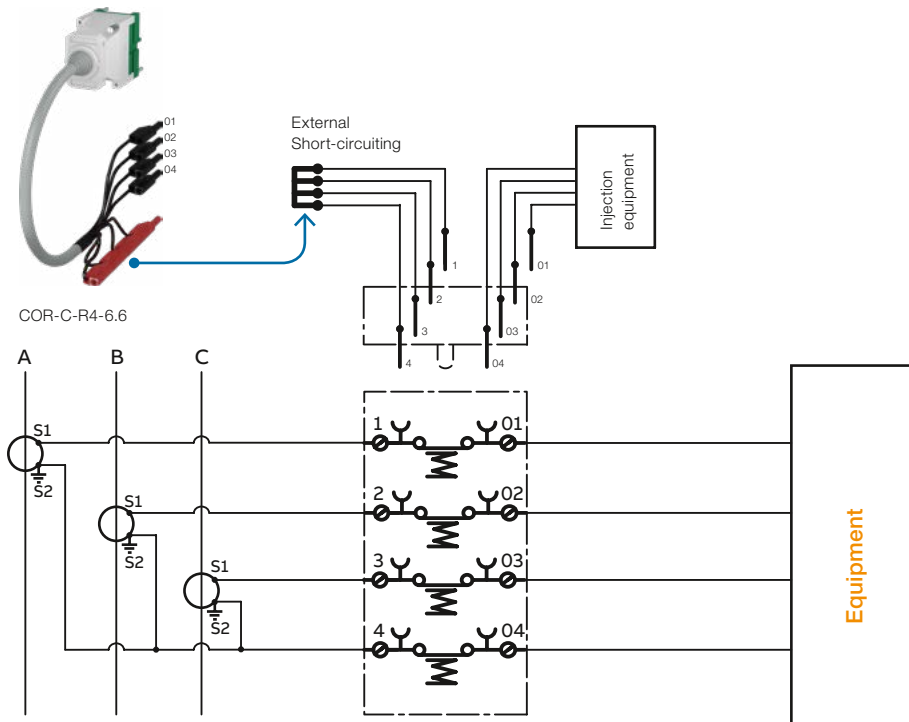 01
02
03
04
External
Short-circuiting
Injection
equipment
1
01
2
02
3
03
4
04
COR-C-R4-6.6
A
B
C
S1
S2
S1
S2
S1
S2
1
01
2
02
3
03
4
04
Equipment